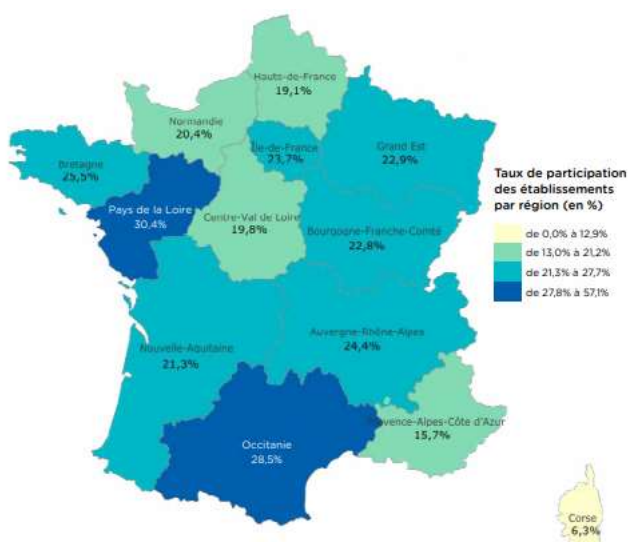 Hauts-de-France
19,1%
Normandie
20,4%
Île-de-France
23,7%
Grand Est
22,9%
Bretagne
25,5%
Pays de la Loire
30,4%
Centre-Val de Loire
19,8%
Bourgogne-Franche-Comté
22,8%
Nouvelle-Aquitaine
21,3%
Auvergne-Rhône-Alpes
24,4%
Occitanie
28,5%
Provence-Alpes-Côte d'Azur
15,7%
Corse
6,3%
Taux de participation
des établissements
par région (en %)
de 0,0% à 12,9%
de 13,0% à 21,2%
de 21,3% à 27,7%
de 27,8% à 57,1%